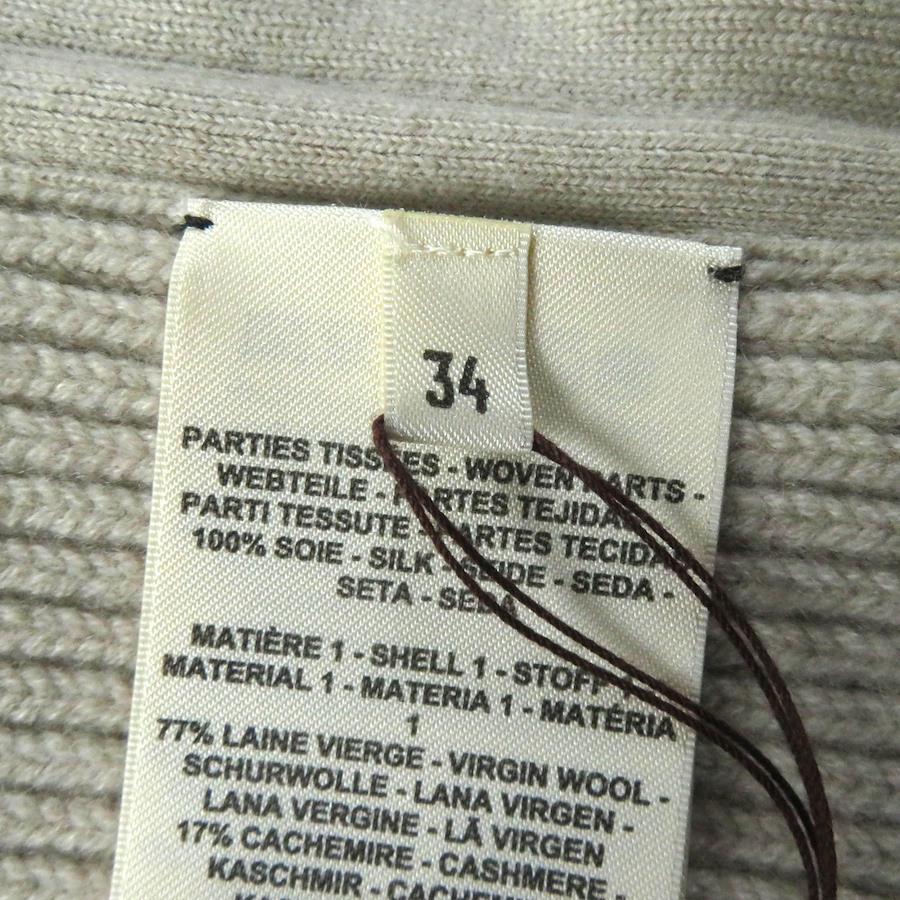 34
PARTIES TISSÉES - WOVEN PARTS -
WEBTEILE - PARTES TEJIDAS
PARTI TESSUTE - PARTES TECIDAS
100% SOIE - SILK - SEIDE - SEDA -
SETA - SEDA
MATIÈRE 1 - SHELL 1 - STOFF
MATERIAL 1 - MATERIA 1 - MATÉRIA
1
77% LAINE VIERGE - VIRGIN WOOL -
SCHURWOLLE - LANA VIRGEN -
LANA VERGINE - LÃ VIRGEN
17% CACHEMIRE - CASHMERE -
KASCHMIR -